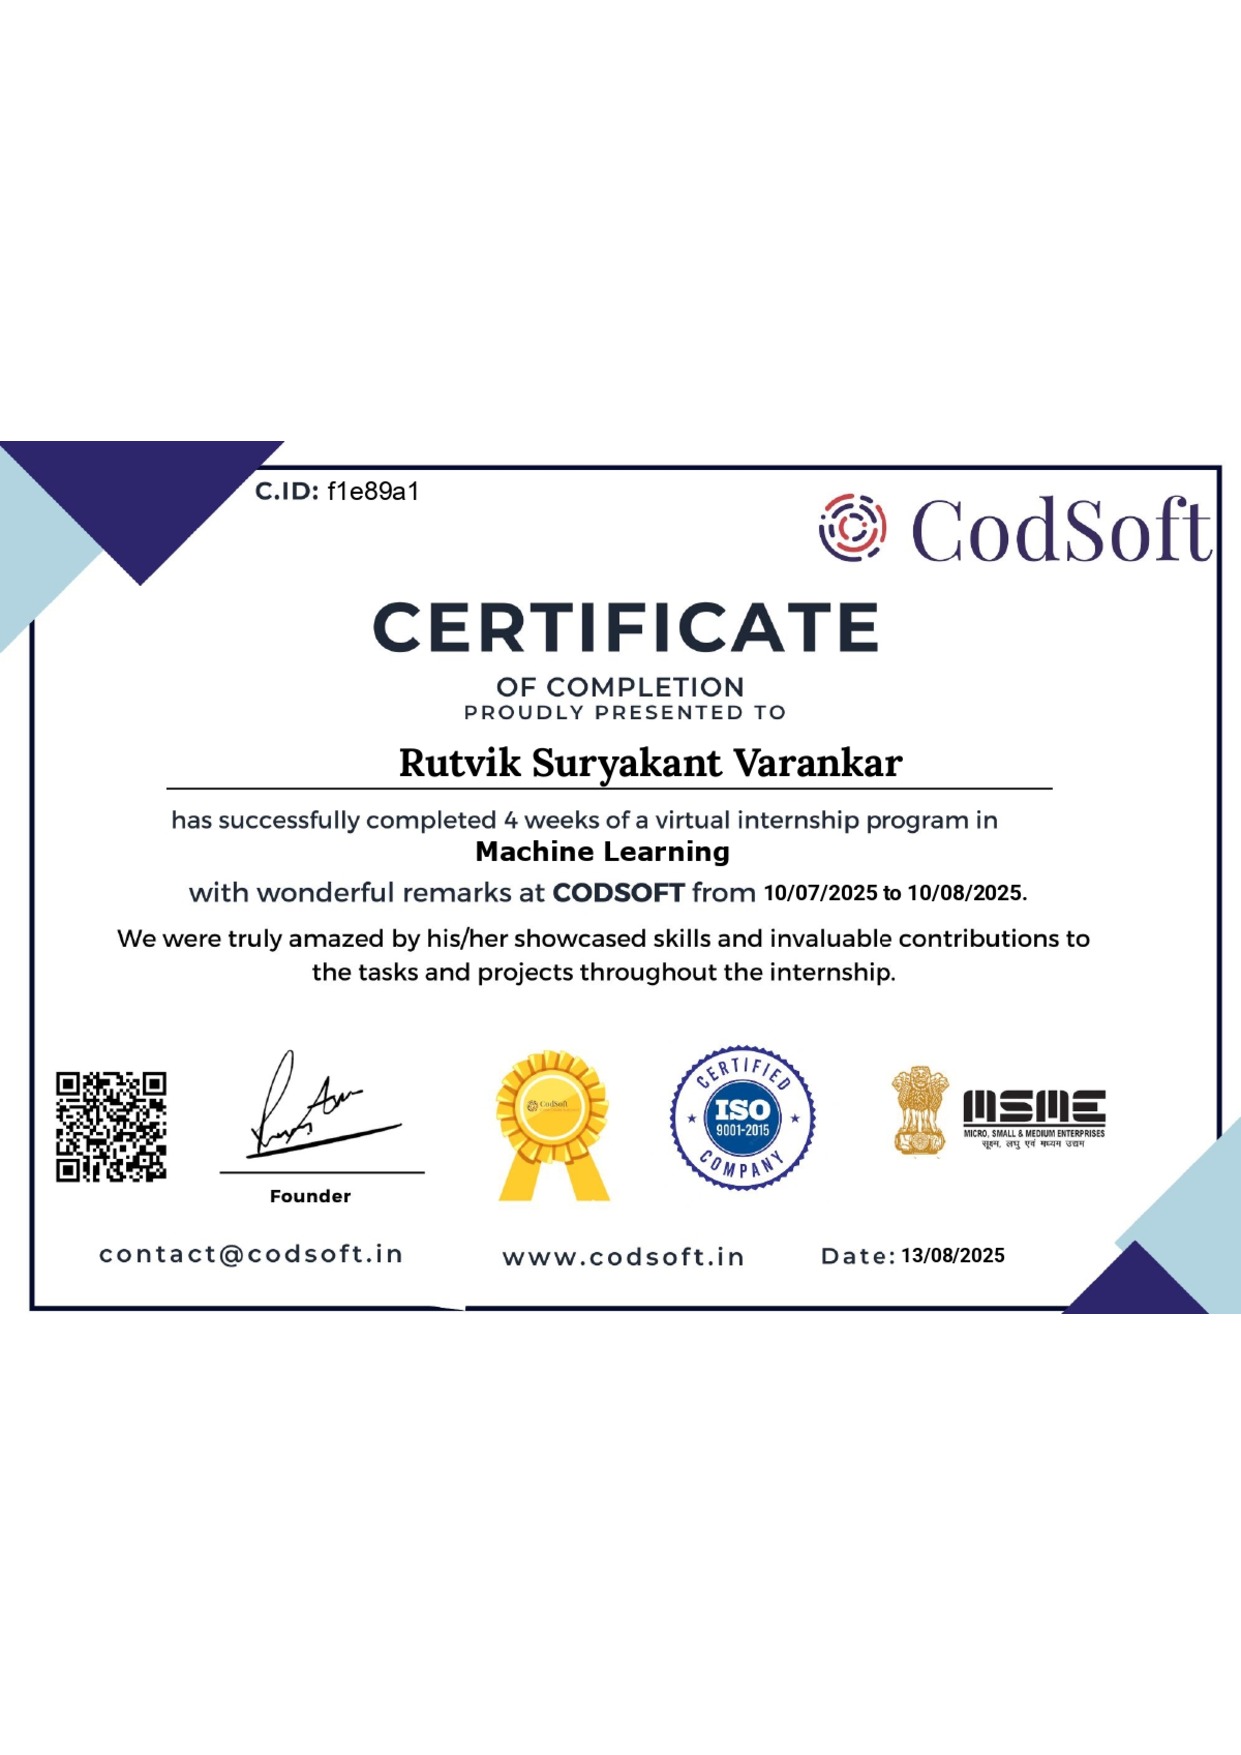 C.ID: f1e89a1
CodSoft
CERTIFICATE
OF COMPLETION
PROUDLY PRESENTED TO
Rutvik Suryakant Varankar
has successfully completed 4 weeks of a virtual internship program in
Machine Learning
with wonderful remarks at CODSOFT from 10/07/2025 to 10/08/2025.
We were truly amazed by his/her showcased skills and invaluable contributions to
the tasks and projects throughout the internship.
Founder
CodSoft
CERTIFIED
ISO
9001-2015
COMPANY
MSME
MICRO, SMALL & MEDIUM ENTERPRISES
सूक्ष्म, लघु एवं मध्यम उद्यम
contact@codsoft.in
www.codsoft.in
Date: 13/08/2025